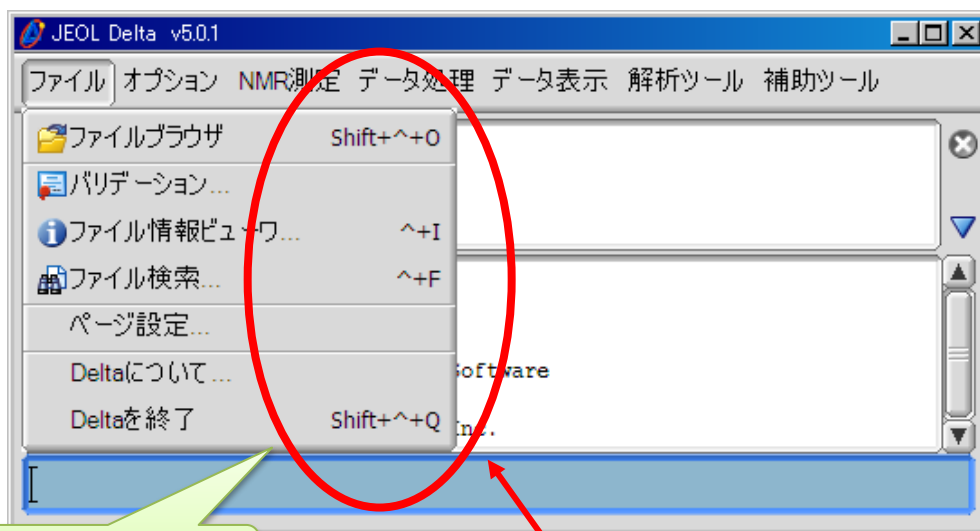 JEOL Delta v5.0.1
ファイル オプション NMR測定 データ処理 データ表示 解析ツール 補助ツール
ファイルブラウザ Shift+^+O
バリデーション...
ファイル情報ビューワ... ^+I
ファイル検索... ^+F
ページ設定...
Deltaについて...
Software
Deltaを終了 Shift+^+Q
Inc.